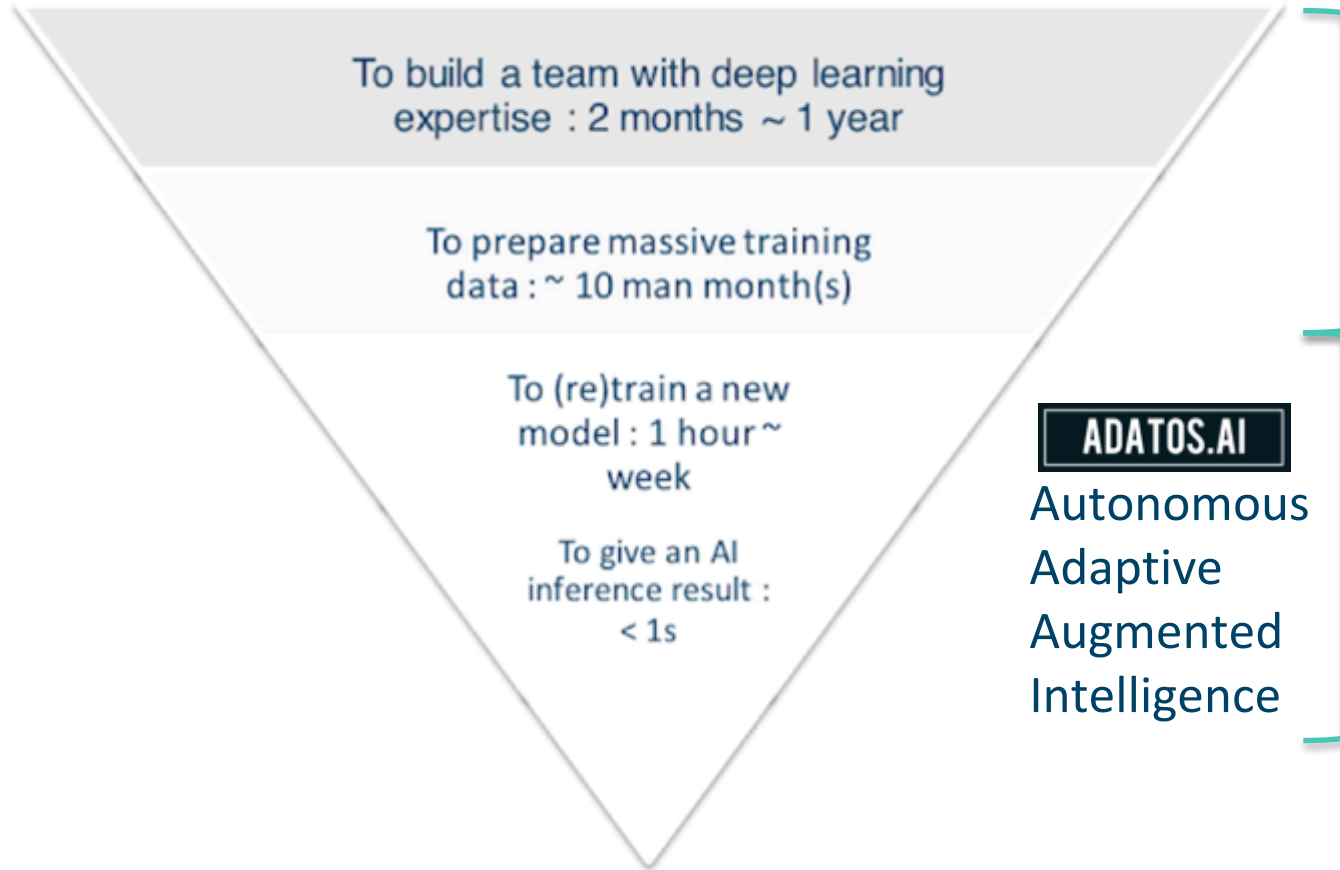 To build a team with deep learning
expertise : 2 months ~ 1 year
To prepare massive training
data : ~ 10 man month(s)
To (re)train a new
model : 1 hour ~
week
To give an AI
inference result :
< 1s
ADATOS.AI
Autonomous
Adaptive
Augmented
Intelligence